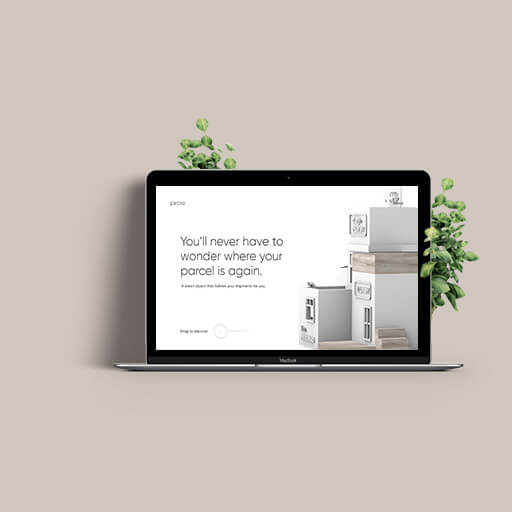 parcel.
You'll never have to
wonder where your
parcel is again.
A smart object that follows your shipments for you.
Drag to discover
MacBook